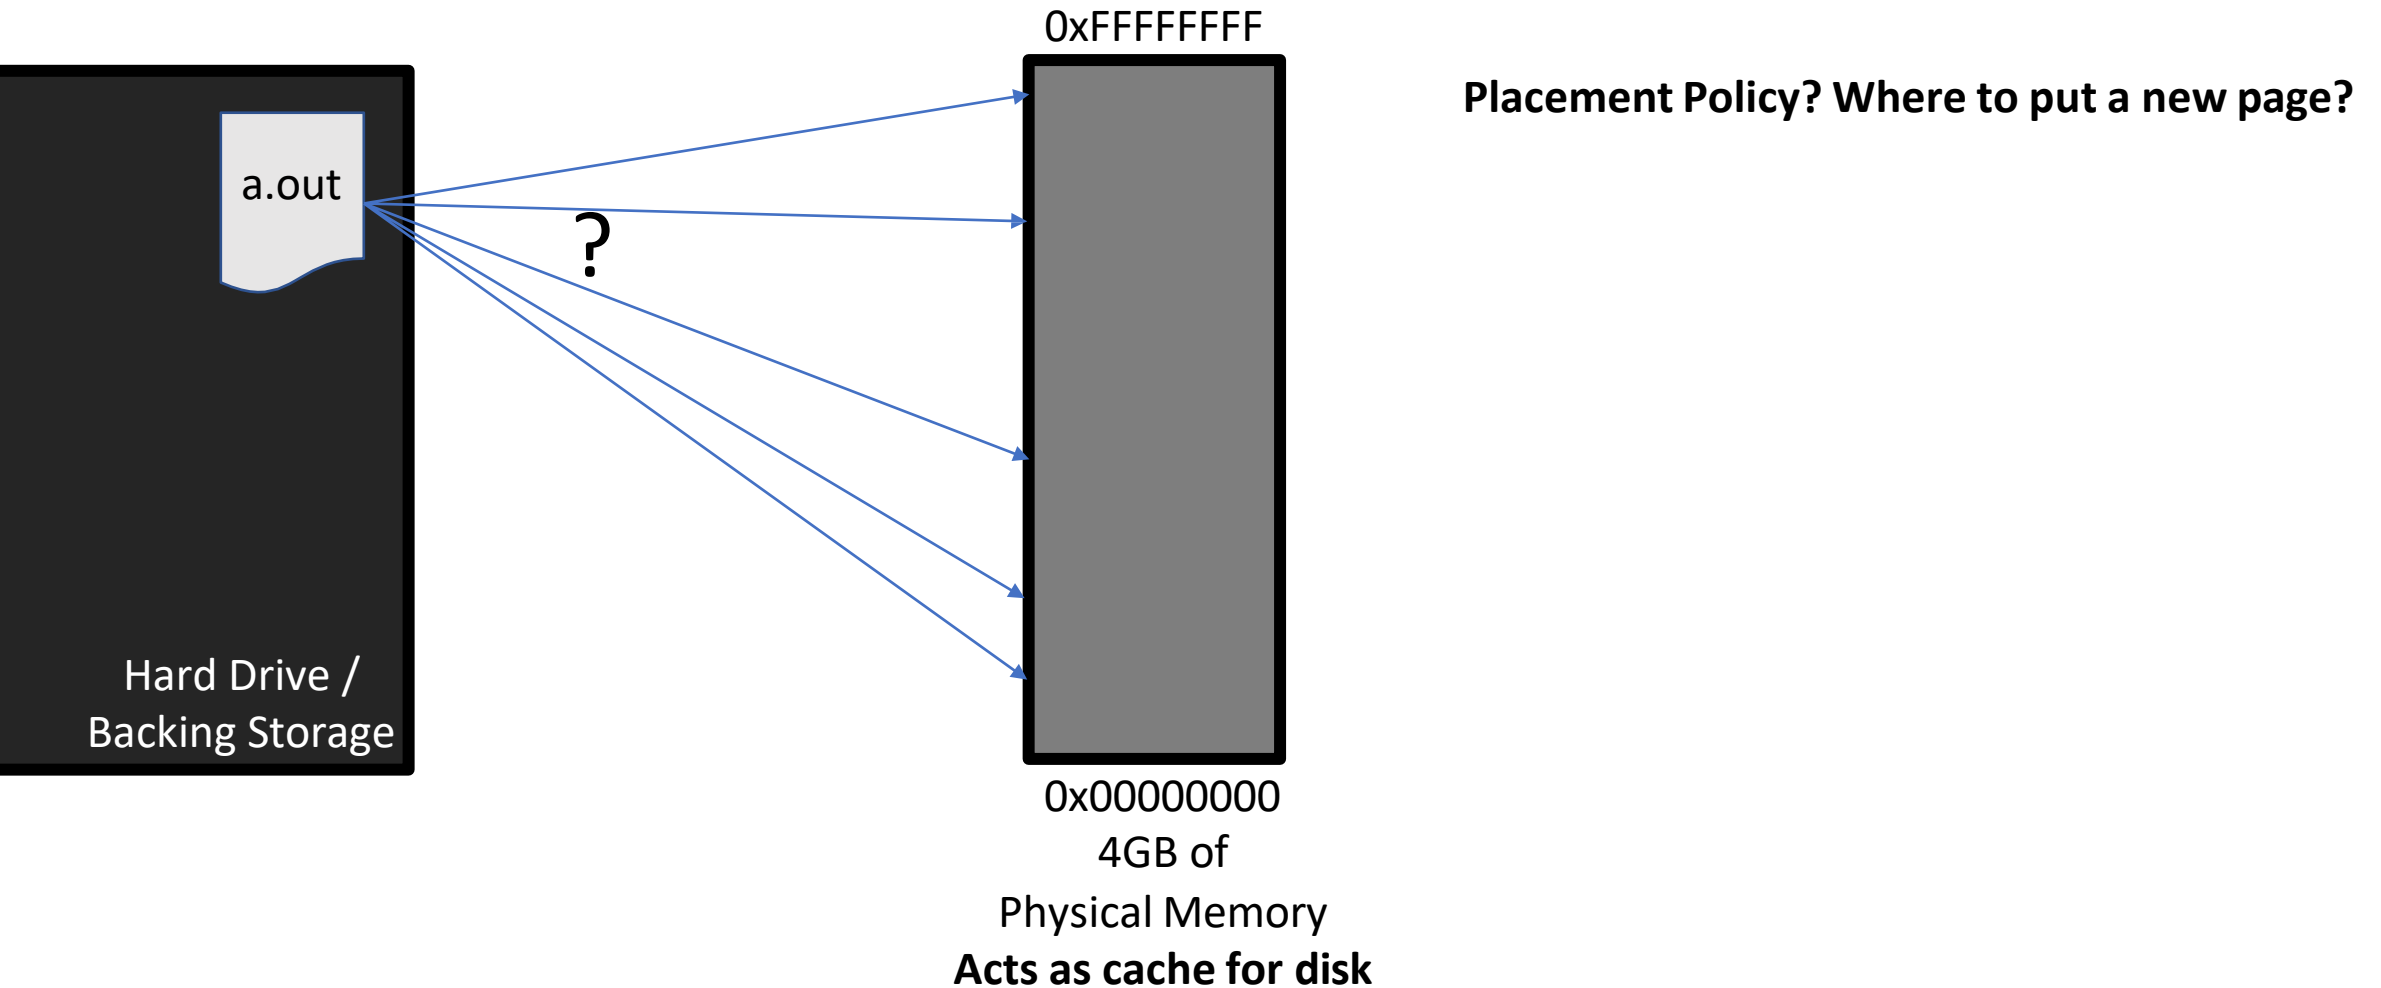 0xFFFFFFFF
Placement Policy? Where to put a new page?
a.out
?
Hard Drive /
Backing Storage
0x00000000
4GB of
Physical Memory
Acts as cache for disk